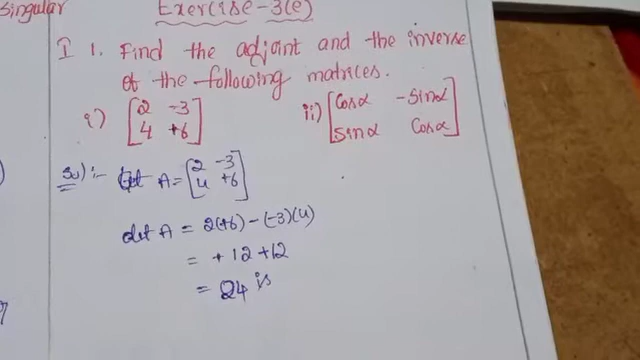 Singular
Exercise-3(e)
I 1. Find the adjoint and the inverse
of the following matrices.
i) [2 -3
4 +6]
ii) [Cosα -Sinα
Sinα Cosα]
Sol:- Let A = [2 -3
4 +6]
det A = 2(+6) - (-3)(4)
= +12 +12
= 24 is